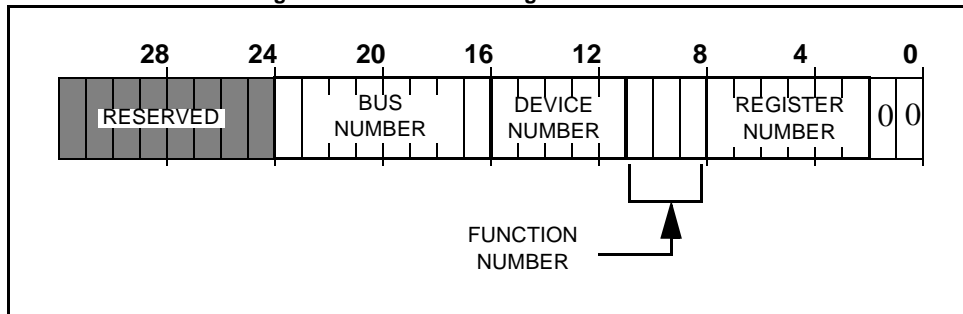 28 24 20 16 12 8 4 0
RESERVED
BUS
NUMBER
DEVICE
NUMBER
REGISTER
NUMBER
0 0
FUNCTION
NUMBER